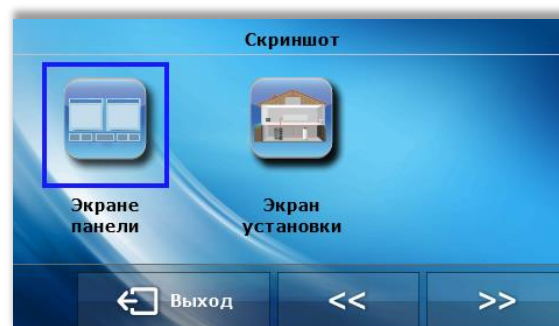 Скриншот
Экране
панели
Экран
установки
Выход
<<
>>